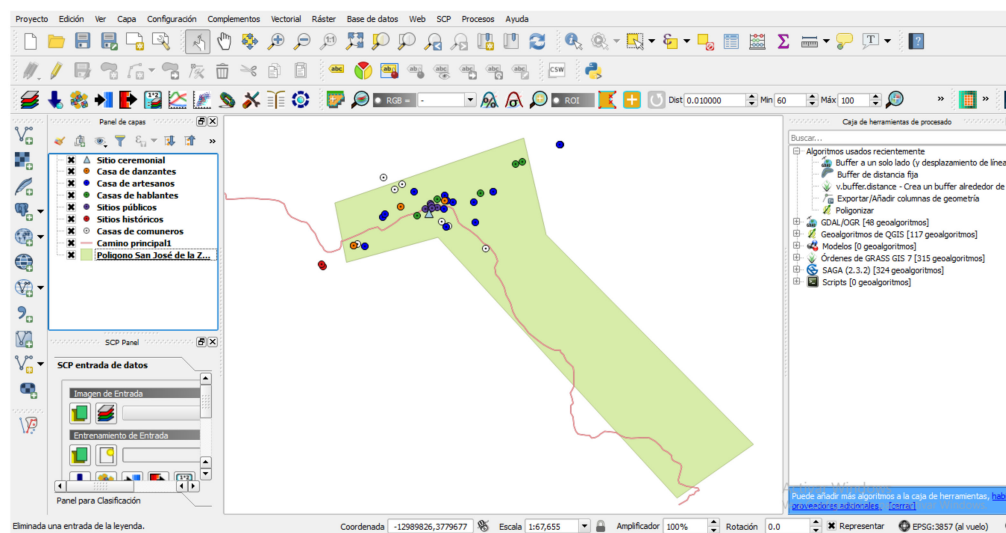 Proyecto Edición Ver Capa Configuración Complementos Vectorial Ráster Base de datos Web SCP Procesos Ayuda
abc abc abc abc abc abc CSW
RGB = - ROI Dist 0.010000 Min 60 Máx 100 » »
Panel de capas
»
Sitio ceremonial
Casa de danzantes
Casa de artesanos
Casas de hablantes
Sitios públicos
Sitios históricos
Casas de comuneros
Camino principal1
Poligono San José de la Z...
SCP Panel
SCP entrada de datos
Imagen de Entrada
Entrenamiento de Entrada
Panel para Clasificación
Caja de herramientas de procesado
Buscar...
Algoritmos usados recientemente
Buffer a un solo lado (y desplazamiento de línea
Buffer de distancia fija
v.buffer.distance - Crea un buffer alrededor de
Exportar/Añadir columnas de geometría
Poligonizar
GDAL/OGR [48 geoalgoritmos]
Geoalgoritmos de QGIS [117 geoalgoritmos]
Modelos [0 geoalgoritmos]
Órdenes de GRASS GIS 7 [315 geoalgoritmos]
SAGA (2.3.2) [324 geoalgoritmos]
Scripts [0 geoalgoritmos]
Puede añadir más algoritmos a la caja de herramientas, hab
proveedores adicionales. [cerrar]
Eliminada una entrada de la leyenda. Coordenada -12989826,3779677 Escala 1:67,655 Amplificador 100% Rotación 0.0 Representar EPSG:3857 (al vuelo)